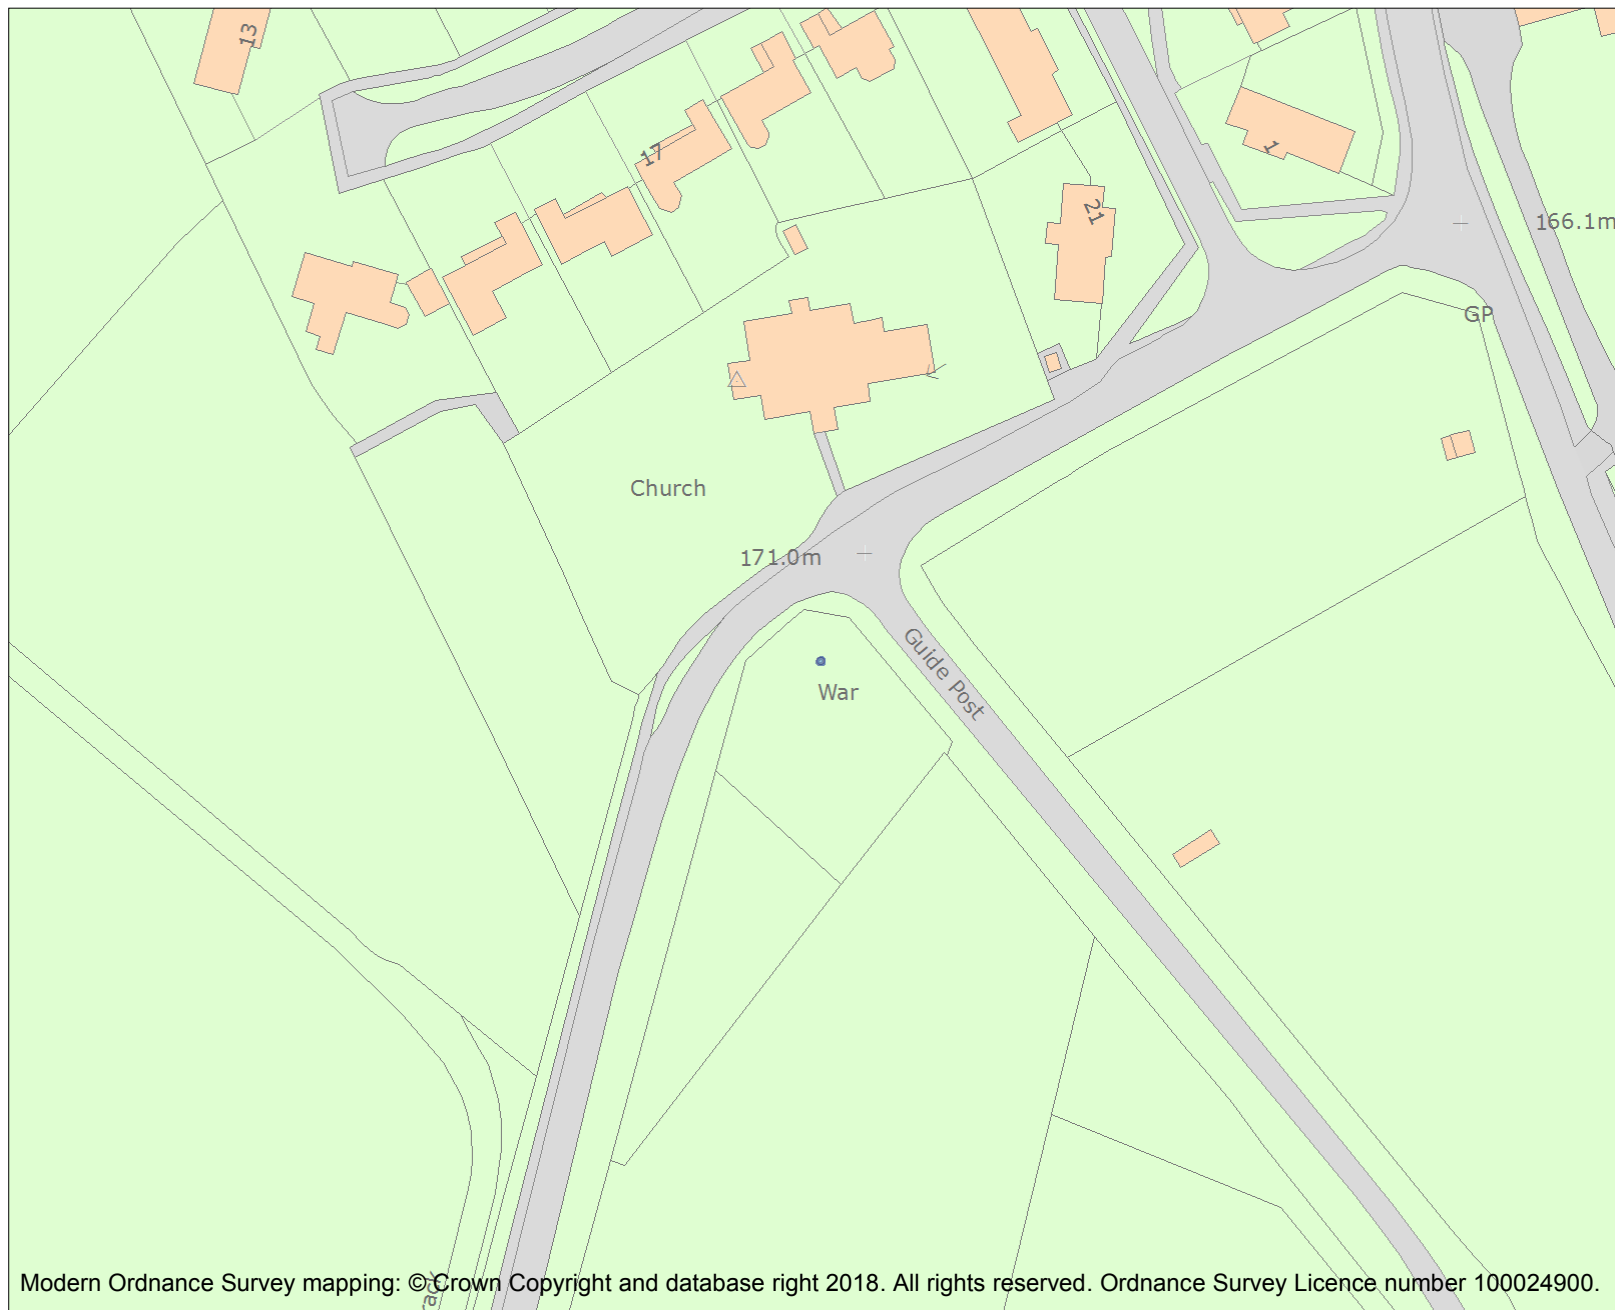 13
17
1
21
166.1m
GP
Church
171.0m
Guide Post
War
Modern Ordnance Survey mapping: © Crown Copyright and database right 2018. All rights reserved. Ordnance Survey Licence number 100024900.